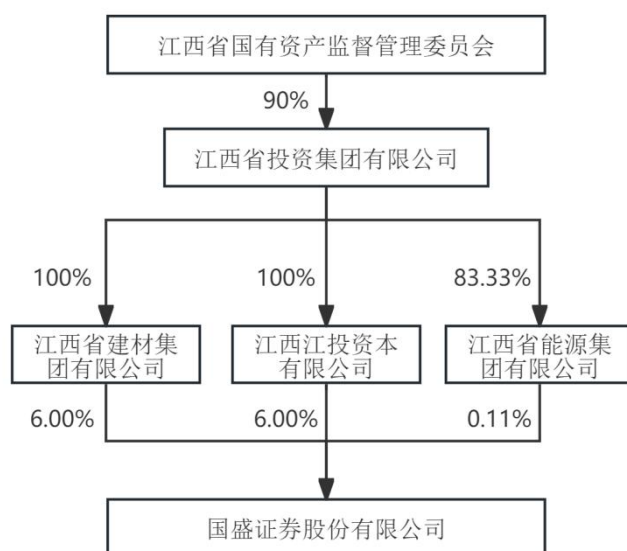 江西省国有资产监督管理委员会
90%
江西省投资集团有限公司
100%
100%
83.33%
江西省建材集
团有限公司
江西江投资本
有限公司
江西省能源集
团有限公司
6.00%
6.00%
0.11%
国盛证券股份有限公司